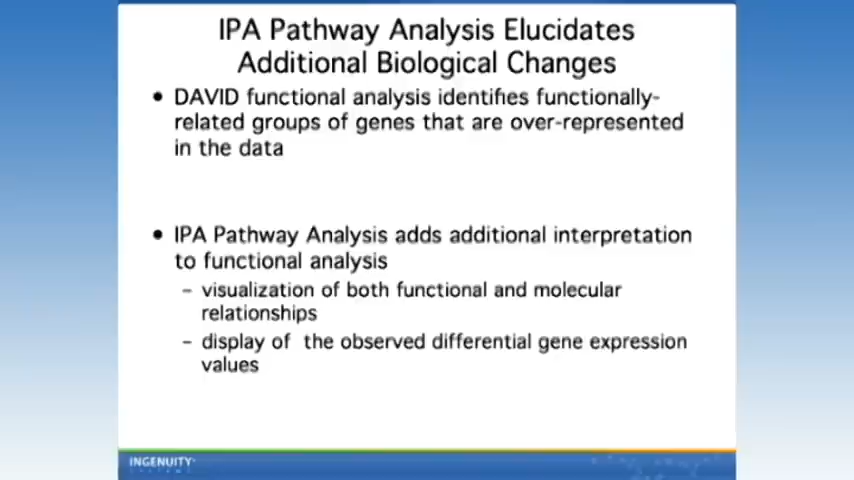 IPA Pathway Analysis Elucidates
Additional Biological Changes
• DAVID functional analysis identifies functionally-
related groups of genes that are over-represented
in the data
• IPA Pathway Analysis adds additional interpretation
to functional analysis
– visualization of both functional and molecular
relationships
– display of the observed differential gene expression
values
INGENUITY